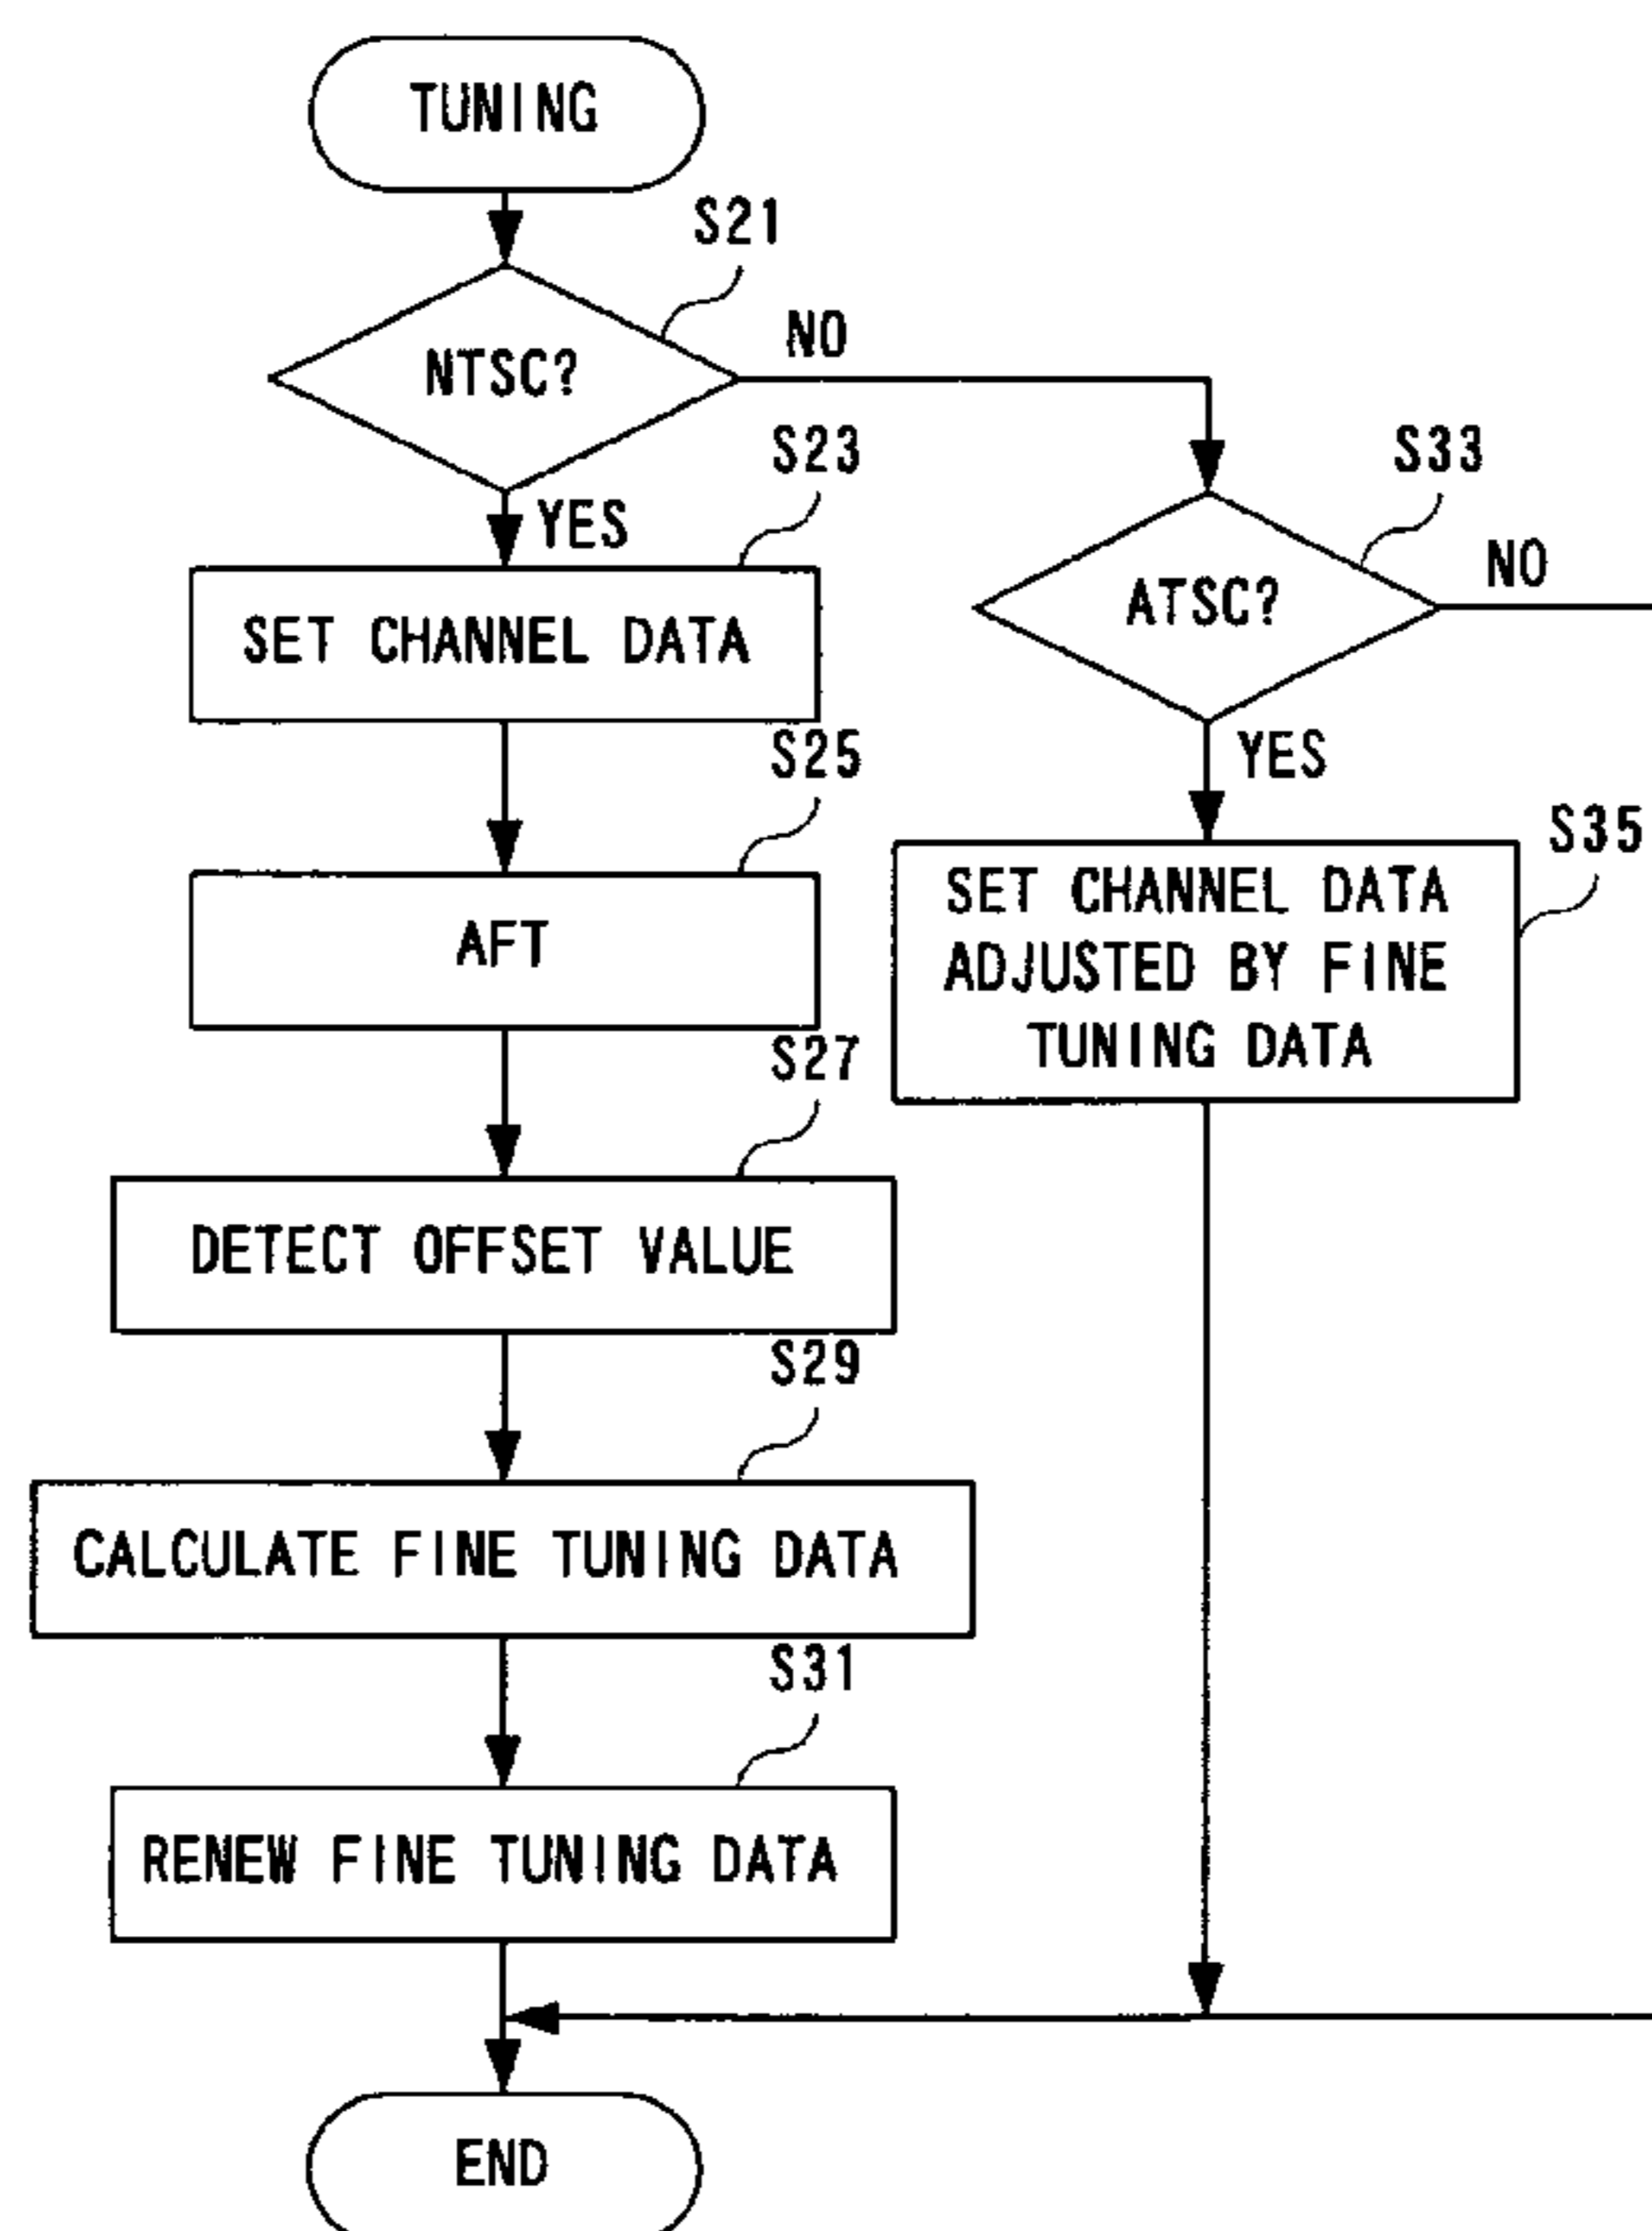 TUNING
S21
NTSC?
NO
S23
YES
SET CHANNEL DATA
S33
ATSC?
NO
YES
S25
AFT
S35
SET CHANNEL DATA
ADJUSTED BY FINE
TUNING DATA
S27
DETECT OFFSET VALUE
S29
CALCULATE FINE TUNING DATA
S31
RENEW FINE TUNING DATA
END